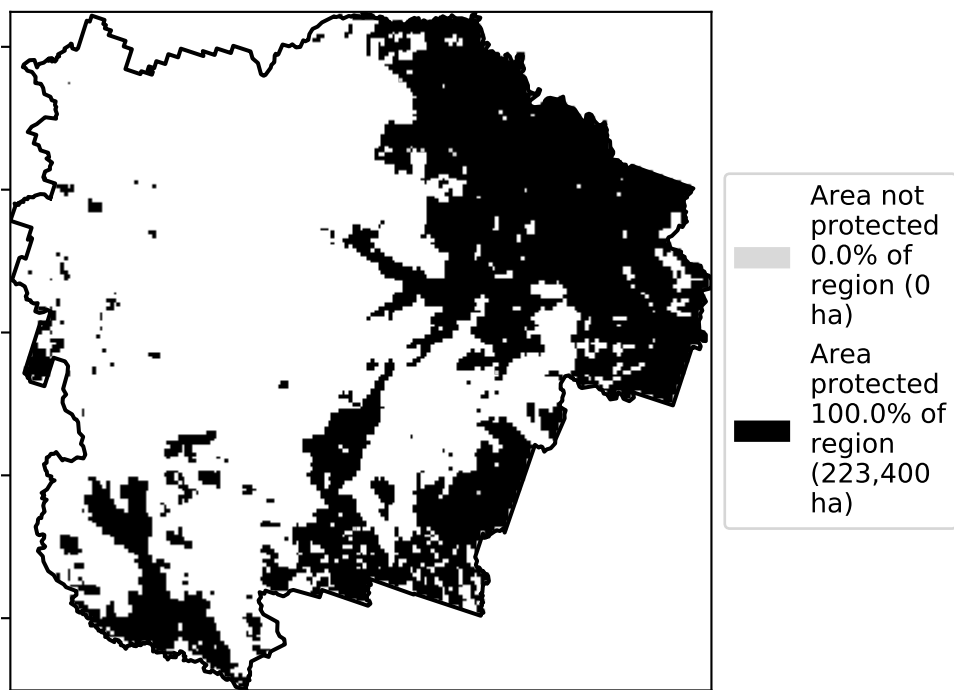 Area not
protected
0.0% of
region (0
ha)
Area
protected
100.0% of
region
(223,400
ha)